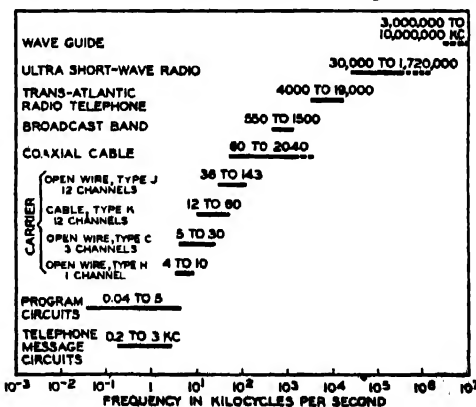 3,000,000 TO
10,000,000 KC
WAVE GUIDE
30,000 TO 1,720,000
ULTRA SHORT-WAVE RADIO
4000 TO 19,000
TRANS-ATLANTIC
RADIO TELEPHONE
550 TO 1500
BROADCAST BAND
60 TO 2040
COAXIAL CABLE
CARRIER
36 TO 143
OPEN WIRE, TYPE J
12 CHANNELS
12 TO 60
CABLE, TYPE K
12 CHANNELS
5 TO 30
OPEN WIRE, TYPE C
3 CHANNELS
4 TO 10
OPEN WIRE, TYPE H
1 CHANNEL
0.04 TO 8
PROGRAM
CIRCUITS
0.2 TO 3 KC
TELEPHONE
MESSAGE
CIRCUITS
10⁻³ 10⁻² 10⁻¹ 1 10¹ 10² 10³ 10⁴ 10⁵ 10⁶ 10⁷
FREQUENCY IN KILOCYCLES PER SECOND